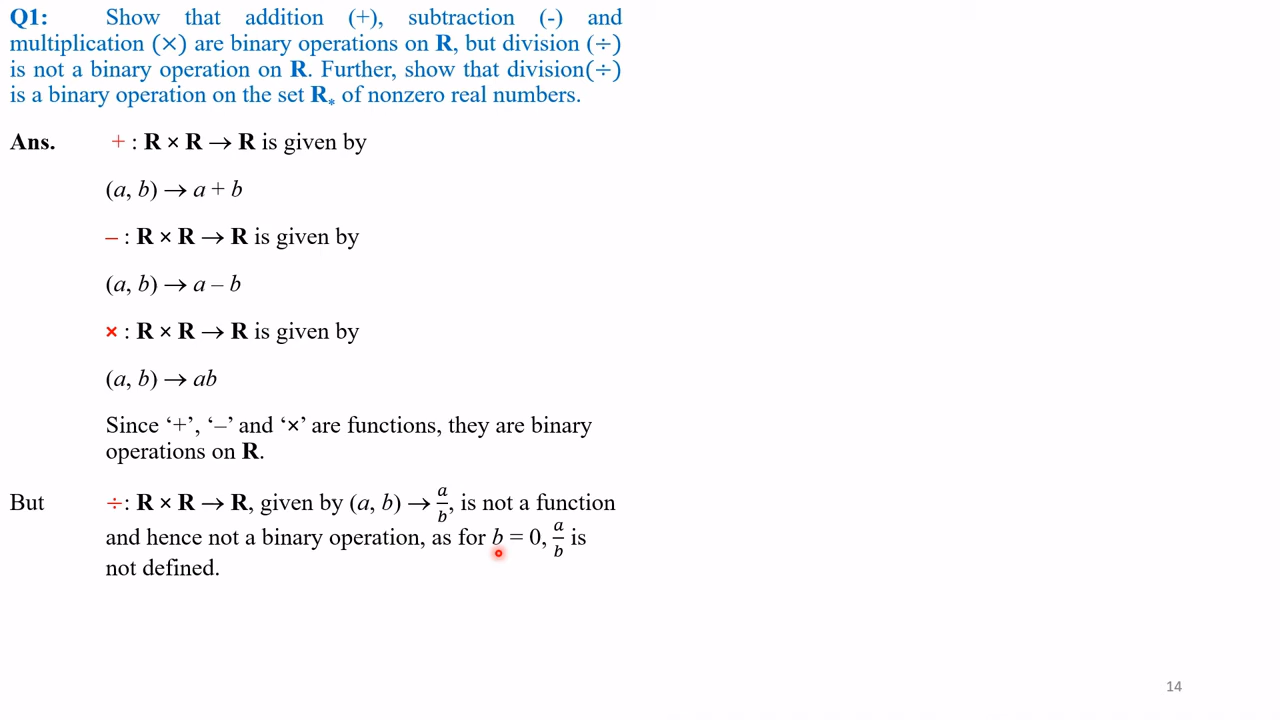 Q1: Show that addition (+), subtraction (-) and
multiplication (×) are binary operations on R, but division (÷)
is not a binary operation on R. Further, show that division(÷)
is a binary operation on the set R* of nonzero real numbers.
Ans. + : R × R → R is given by
(a, b) → a + b
– : R × R → R is given by
(a, b) → a – b
× : R × R → R is given by
(a, b) → ab
Since ‘+’, ‘–’ and ‘×’ are functions, they are binary
operations on R.
But ÷: R × R → R, given by (a, b) → a/b, is not a function
and hence not a binary operation, as for b = 0, a/b is
not defined.
14